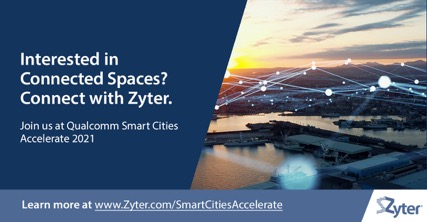 Interested in
Connected Spaces?
Connect with Zyter.
Join us at Qualcomm Smart Cities
Accelerate 2021
Learn more at www.Zyter.com/SmartCitiesAccelerate
Zyter